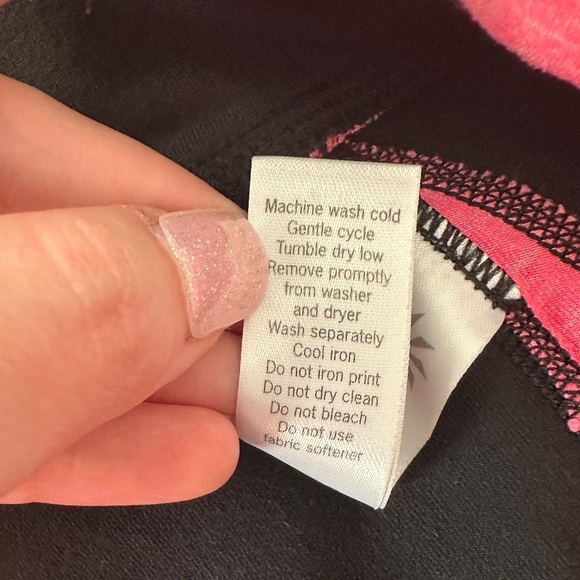 Machine wash cold
Gentle cycle
Tumble dry low
Remove promptly
from washer
and dryer
Wash separately
Cool iron
Do not iron print
Do not dry clean
Do not bleach
Do not use
fabric softener